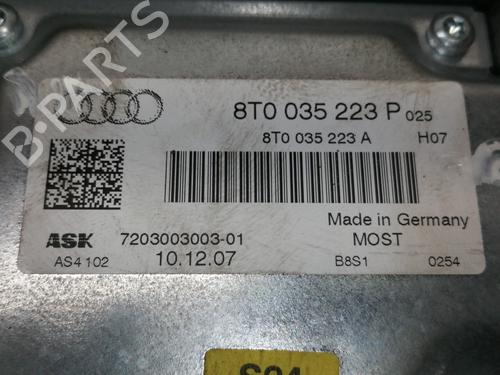 B-PARTS
8T0 035 223 P 025
8T0 035 223 A H07
Made in Germany
ASK 7203003003-01 MOST
AS4 102 10.12.07 B8S1 0254
S04